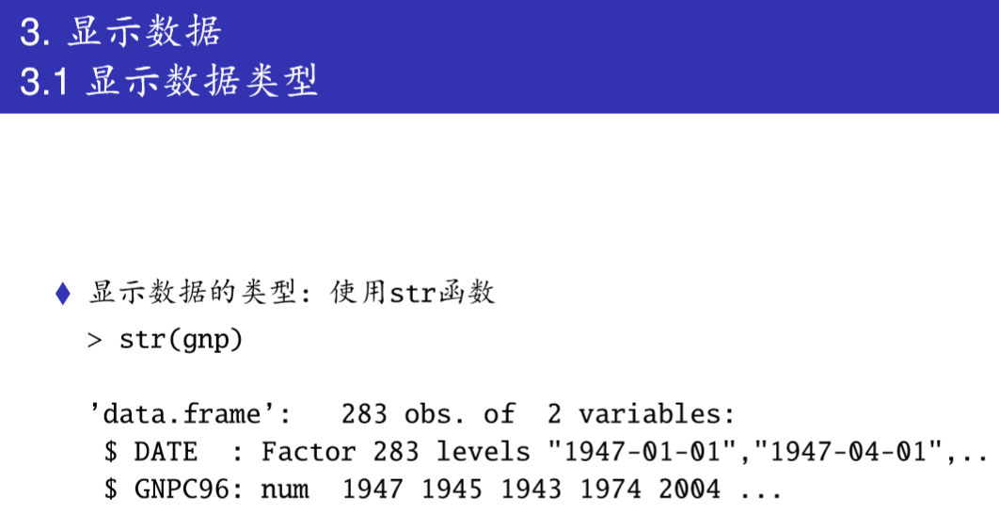 3. 显示数据
3.1 显示数据类型
显示数据的类型: 使用str函数
> str(gnp)
’data.frame’:   283 obs. of  2 variables:
 $ DATE  : Factor 283 levels "1947-01-01","1947-04-01",..
 $ GNPC96: num  1947 1945 1943 1974 2004 ...